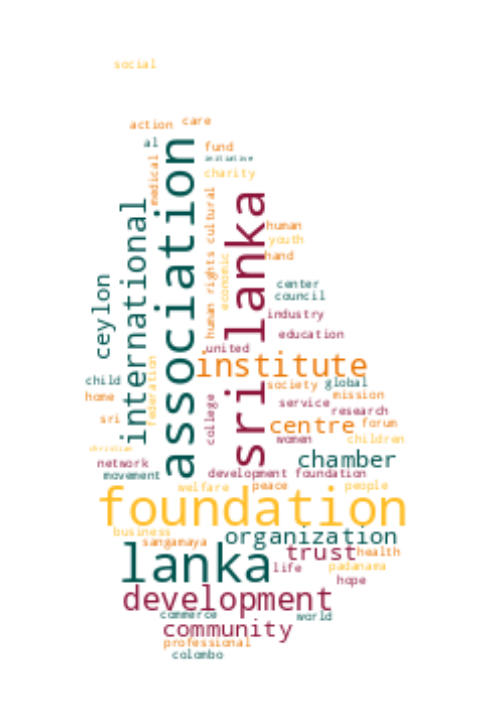 social
action
care
al
fund
initiative
medical
charity
association
international
human rights
cultural
sri lanka
human
youth
economic
hand
ceylon
center
council
industry
education
united
institute
federation
child
society
global
home
mission
college
service
research
sri
centre
forum
women
children
christian
chamber
network
movement
development foundation
welfare
peace
people
foundation
business
organization
sangamaya
lanka
trust
health
life
padanama
hope
development
commerce
world
community
professional
colombo